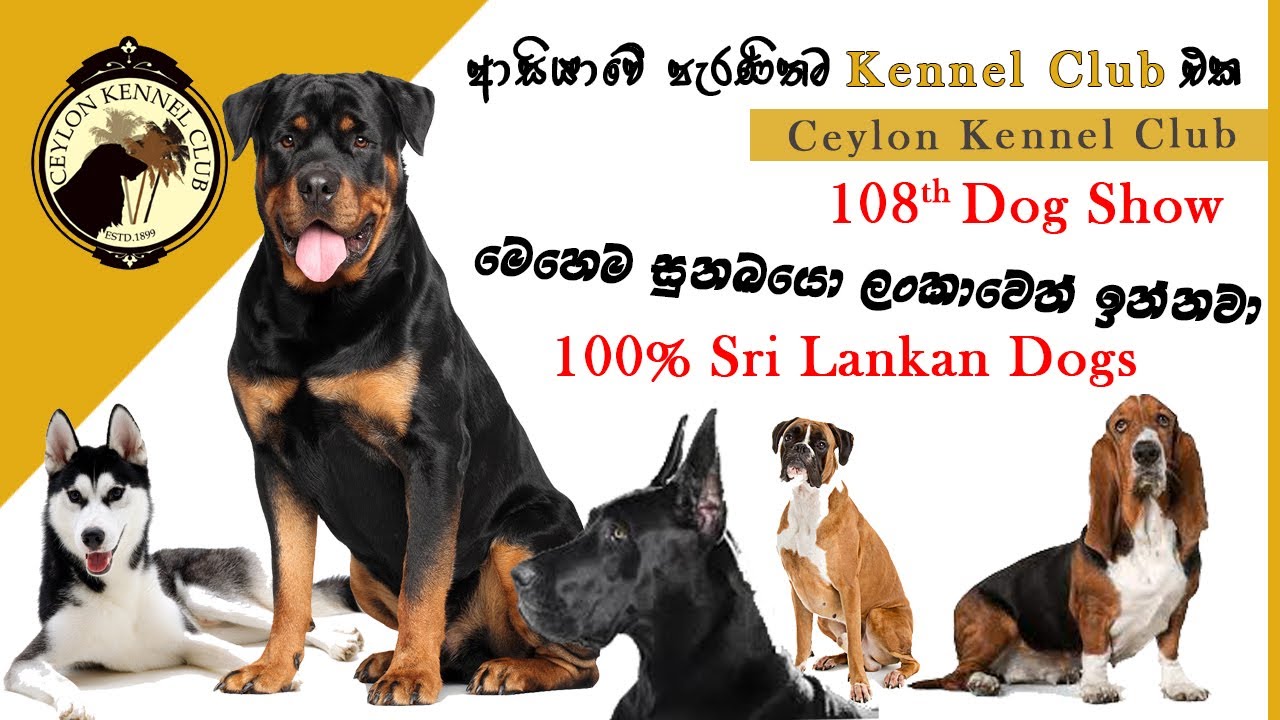 CEYLON KENNEL CLUB
ESTD.1899
ආසියාවේ පැරණිතම Kennel Club එක
Ceylon Kennel Club
108th Dog Show
මෙහෙම සුනඛයො ලංකාවෙත් ඉන්නවා
100% Sri Lankan Dogs